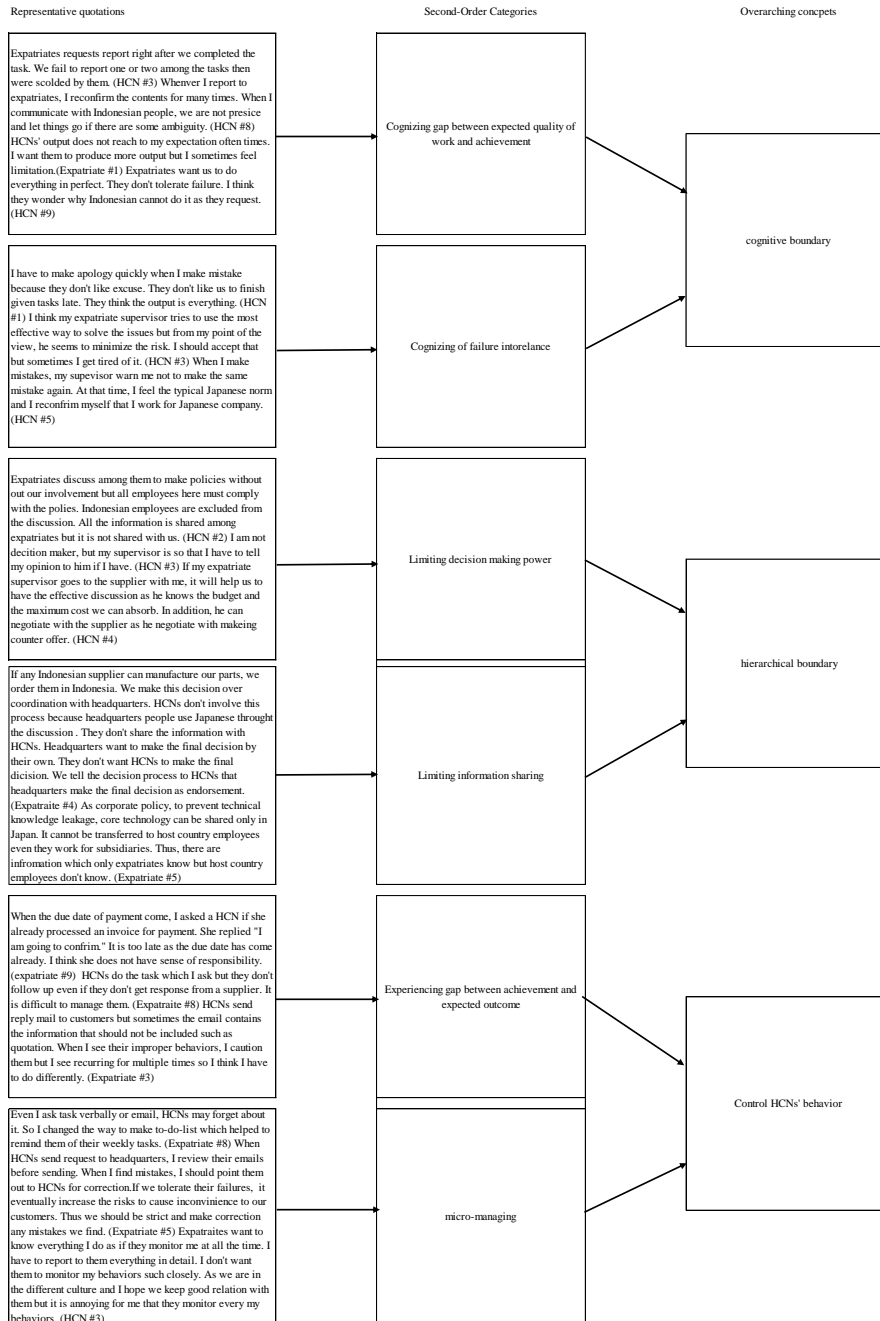 Representative quotations
Second-Order Categories
Overarching concpets
Expatriates requests report right after we completed the
task. We fail to report one or two among the tasks then
were scolded by them. (HCN #3) Whenver I report to
expatriates, I reconfirm the contents for many times. When I
communicate with Indonesian people, we are not presice
and let things go if there are some ambiguity. (HCN #8)
HCNs' output does not reach to my expectation often times.
I want them to produce more output but I sometimes feel
limitation.(Expatriate #1) Expatriates want us to do
everything in perfect. They don't tolerate failure. I think
they wonder why Indonesian cannot do it as they request.
(HCN #9)
Cognizing gap between expected quality of
work and achievement
cognitive boundary
I have to make apology quickly when I make mistake
because they don't like excuse. They don't like us to finish
given tasks late. They think the output is everything. (HCN
#1) I think my expatriate supervisor tries to use the most
effective way to solve the issues but from my point of the
view, he seems to minimize the risk. I should accept that
but sometimes I get tired of it. (HCN #3) When I make
mistakes, my supevisor warn me not to make the same
mistake again. At that time, I feel the typical Japanese norm
and I reconfrim myself that I work for Japanese company.
(HCN #5)
Cognizing of failure intorelance
Expatriates discuss among them to make policies without
out our involvement but all employees here must comply
with the polies. Indonesian employees are excluded from
the discussion. All the information is shared among
expatriates but it is not shared with us. (HCN #2) I am not
decition maker, but my supervisor is so that I have to tell
my opinion to him if I have. (HCN #3) If my expatriate
supervisor goes to the supplier with me, it will help us to
have the effective discussion as he knows the budget and
the maximum cost we can absorb. In addition, he can
negotiate with the supplier as he negotiate with makeing
counter offer. (HCN #4)
Limiting decision making power
hierarchical boundary
If any Indonesian supplier can manufacture our parts, we
order them in Indonesia. We make this decision over
coordination with headquarters. HCNs don't involve this
process because headquarters people use Japanese throught
the discussion . They don't share the information with
HCNs. Headquarters want to make the final decision by
their own. They don't want HCNs to make the final
dicision. We tell the decision process to HCNs that
headquarters make the final decision as endorsement.
(Expatraite #4) As corporate policy, to prevent technical
knowledge leakage, core technology can be shared only in
Japan. It cannot be transferred to host country employees
even they work for subsidiaries. Thus, there are
infromation which only expatriates know but host country
employees don't know. (Expatriate #5)
Limiting information sharing
When the due date of payment come, I asked a HCN if she
already processed an invoice for payment. She replied "I
am going to confrim." It is too late as the due date has come
already. I think she does not have sense of responsibility.
(expatriate #9) HCNs do the task which I ask but they don't
follow up even if they don't get response from a supplier. It
is difficult to manage them. (Expatraite #8) HCNs send
reply mail to customers but sometimes the email contains
the information that should not be included such as
quotation. When I see their improper behaviors, I caution
them but I see recurring for multiple times so I think I have
to do differently. (Expatriate #3)
Experiencing gap between achievement and
expected outcome
Control HCNs' behavior
Even I ask task verbally or email, HCNs may forget about
it. So I changed the way to make to-do-list which helped to
remind them of their weekly tasks. (Expatriate #8) When
HCNs send request to headquarters, I review their emails
before sending. When I find mistakes, I should point them
out to HCNs for correction.If we tolerate their failures, it
eventually increase the risks to cause inconvinience to our
customers. Thus we should be strict and make correction
any mistakes we find. (Expatriate #5) Expatraites want to
know everything I do as if they monitor me at all the time. I
have to report to them everything in detail. I don't want
them to monitor my behaviors such closely. As we are in
the different culture and I hope we keep good relation with
them but it is annoying for me that they monitor every my
behaviors. (HCN #3)
micro-managing